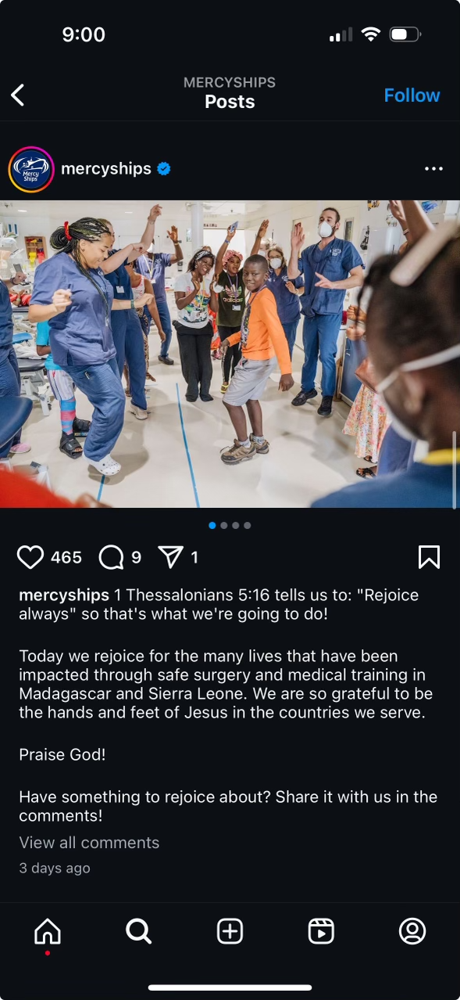 9:00
MERCYSHIPS
Posts
Follow
Mercy
Ships
mercyships
adidas
465
9
1
mercyships 1 Thessalonians 5:16 tells us to: "Rejoice
always" so that's what we're going to do!
Today we rejoice for the many lives that have been
impacted through safe surgery and medical training in
Madagascar and Sierra Leone. We are so grateful to be
the hands and feet of Jesus in the countries we serve.
Praise God!
Have something to rejoice about? Share it with us in the
comments!
View all comments
3 days ago